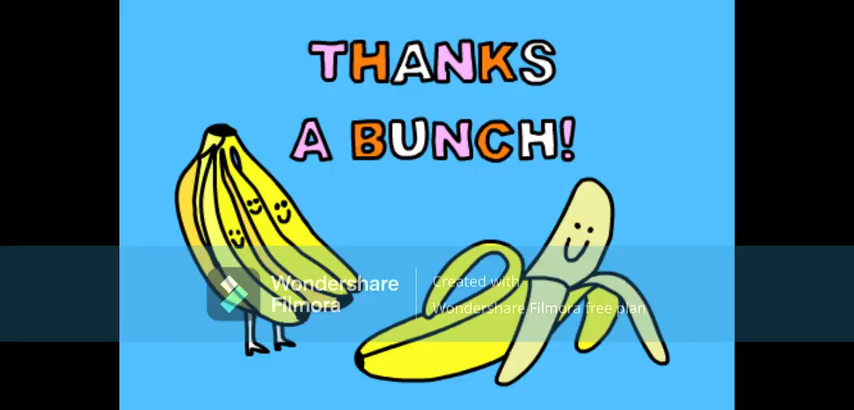 THANKS
A BUNCH!
Wondershare
Filmora
Created with
Wondershare Filmora free plan